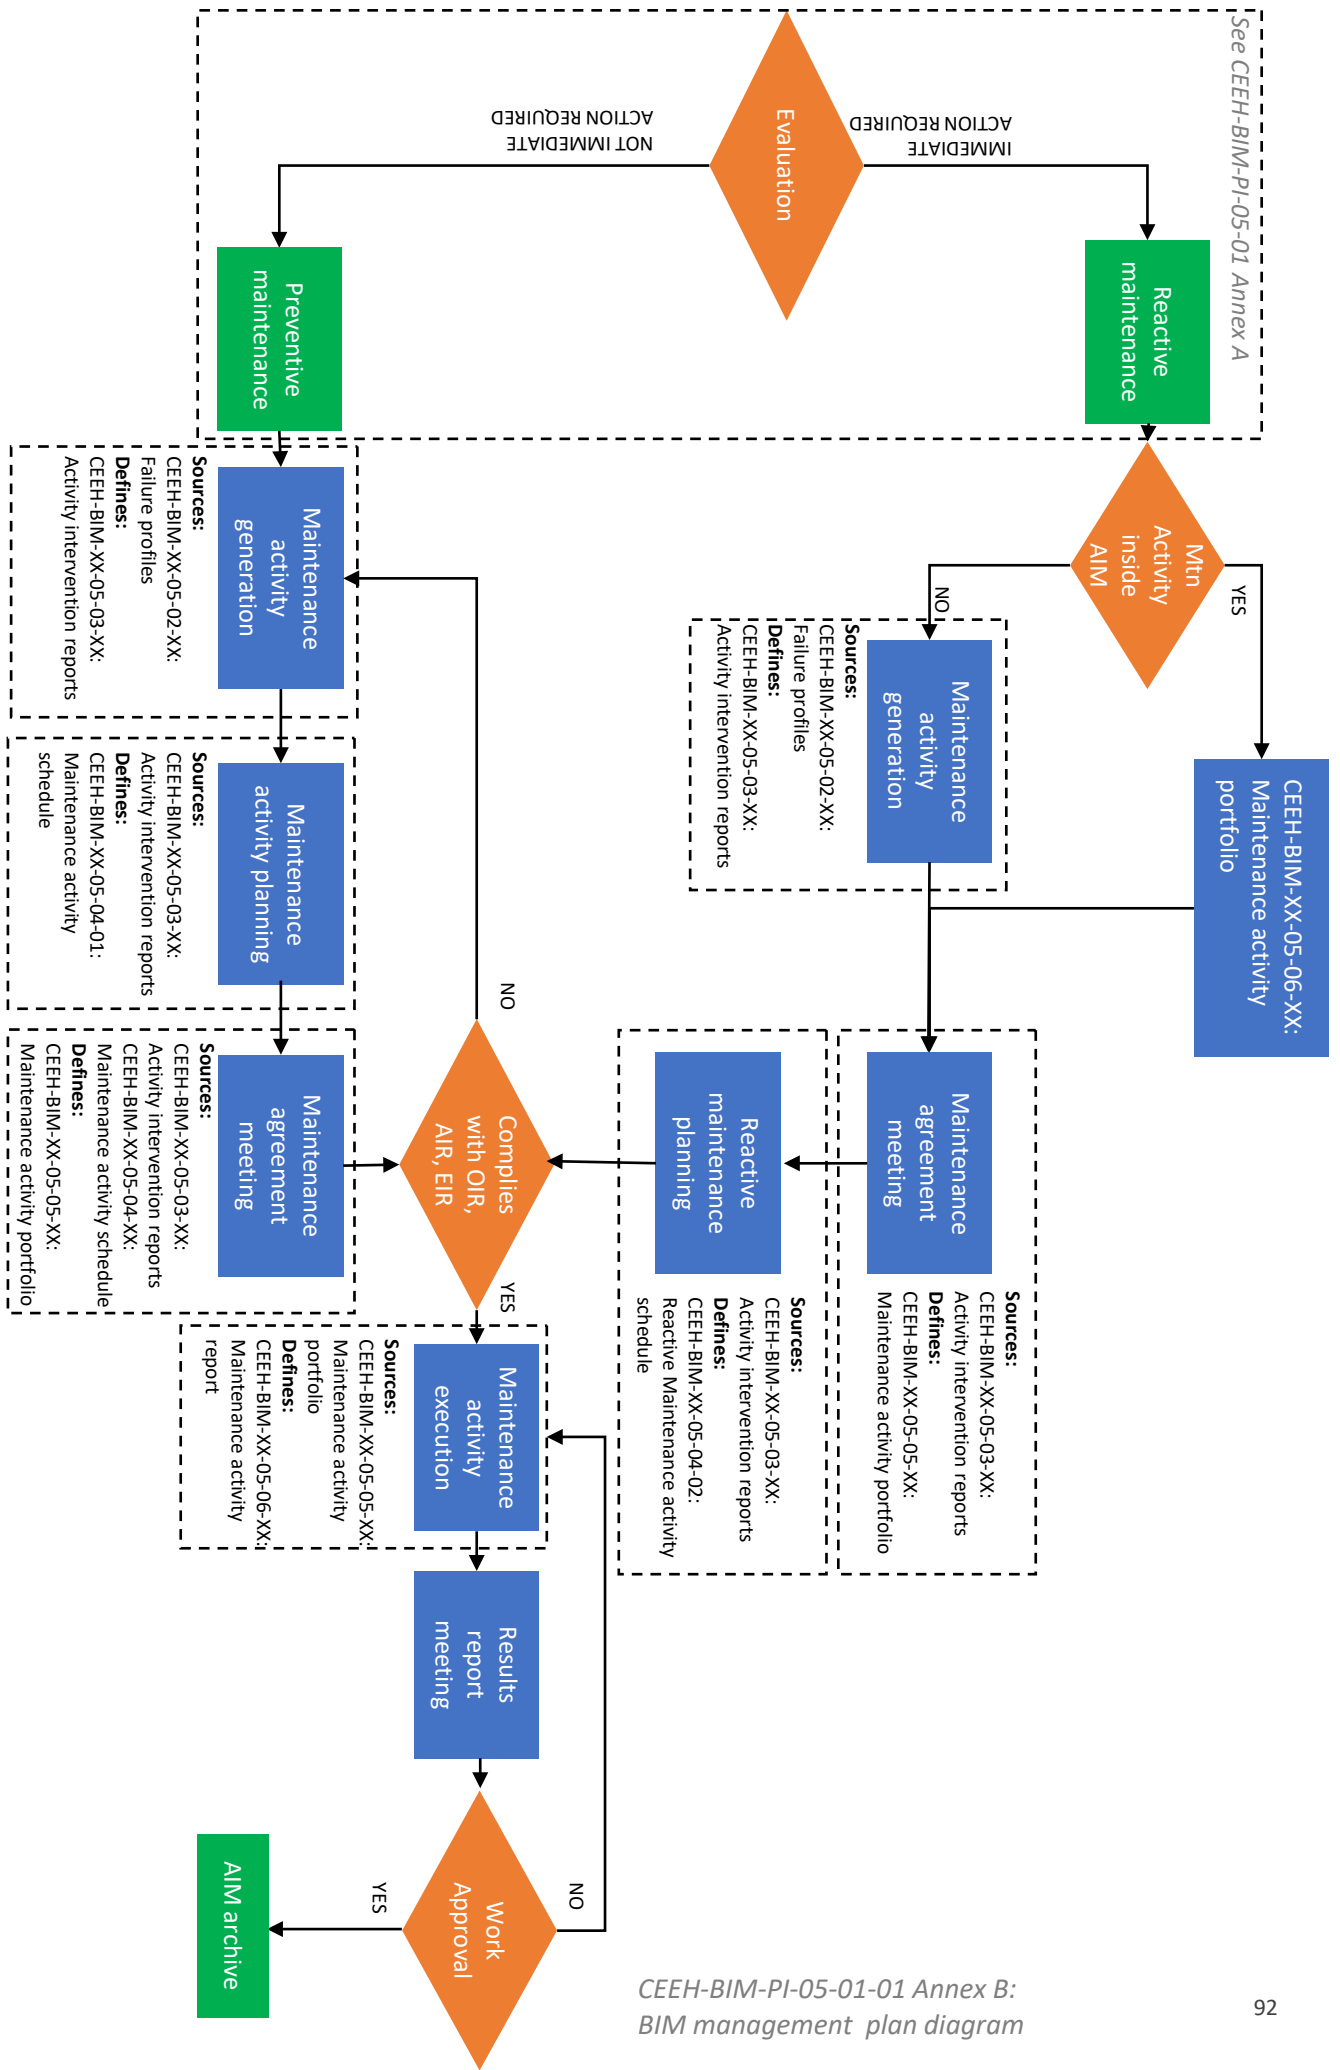 See CEEH-BIM-PI-05-01 Annex A
Evaluation
IMMEDIATE
ACTION REQUIRED
NOT IMMEDIATE
ACTION REQUIRED
Reactive
maintenance
Preventive
maintenance
Mtn
Activity
inside
AIM
YES
NO
CEEH-BIM-XX-05-06-XX:
Maintenance activity
portfolio
Maintenance
activity
generation
Sources:
CEEH-BIM-XX-05-02-XX:
Failure profiles
Defines:
CEEH-BIM-XX-05-03-XX:
Activity intervention reports
Maintenance
agreement
meeting
Sources:
CEEH-BIM-XX-05-03-XX:
Activity intervention reports
Defines:
CEEH-BIM-XX-05-05-XX:
Maintenance activity portfolio
Reactive
maintenance
planning
Sources:
CEEH-BIM-XX-05-03-XX:
Activity intervention reports
Defines:
CEEH-BIM-XX-05-04-02:
Reactive Maintenance activity
schedule
Maintenance
activity
generation
Sources:
CEEH-BIM-XX-05-02-XX:
Failure profiles
Defines:
CEEH-BIM-XX-05-03-XX:
Activity intervention reports
Maintenance
activity planning
Sources:
CEEH-BIM-XX-05-03-XX:
Activity intervention reports
Defines:
CEEH-BIM-XX-05-04-01:
Maintenance activity
schedule
Maintenance
agreement
meeting
Sources:
CEEH-BIM-XX-05-03-XX:
Activity intervention reports
CEEH-BIM-XX-05-04-XX:
Maintenance activity schedule
Defines:
CEEH-BIM-XX-05-05-XX:
Maintenance activity portfolio
NO
Complies
with OIR,
AIR, EIR
YES
Maintenance
activity
execution
Sources:
CEEH-BIM-XX-05-05-XX:
Maintenance activity
portfolio
Defines:
CEEH-BIM-XX-05-06-XX:
Maintenance activity
report
Results
report
meeting
Work
Approval
NO
YES
AIM archive
CEEH-BIM-PI-05-01-01 Annex B:
BIM management plan diagram
92